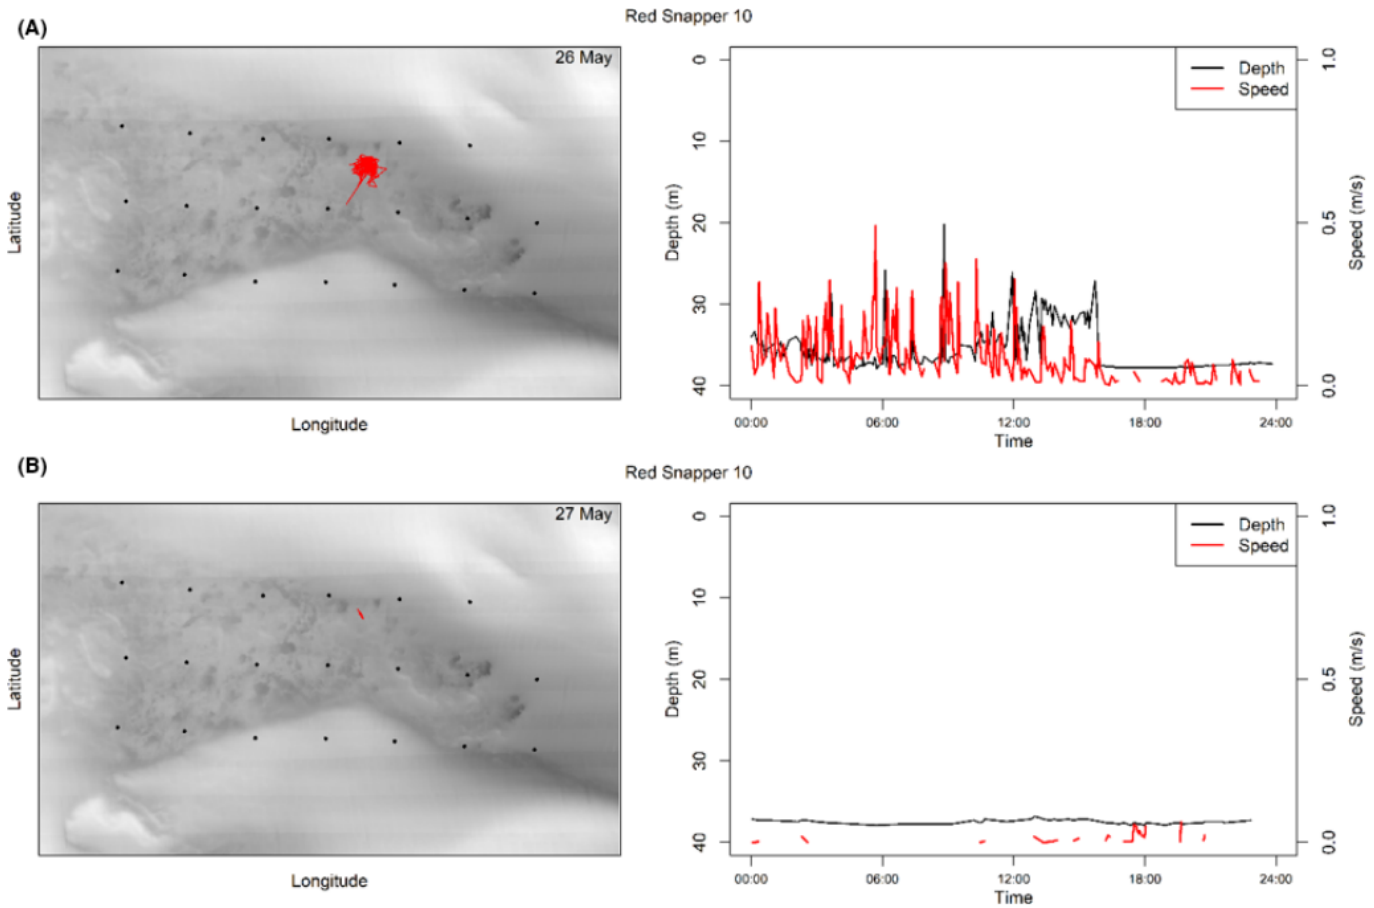 (A)
Red Snapper 10
26 May
Latitude
Longitude
Depth
Speed
0
10
20
30
40
Depth (m)
1.0
0.5
0.0
Speed (m/s)
00:00
06:00
12:00
18:00
24:00
Time
(B)
Red Snapper 10
27 May
Latitude
Longitude
Depth
Speed
0
10
20
30
40
Depth (m)
1.0
0.5
0.0
Speed (m/s)
00:00
06:00
12:00
18:00
24:00
Time